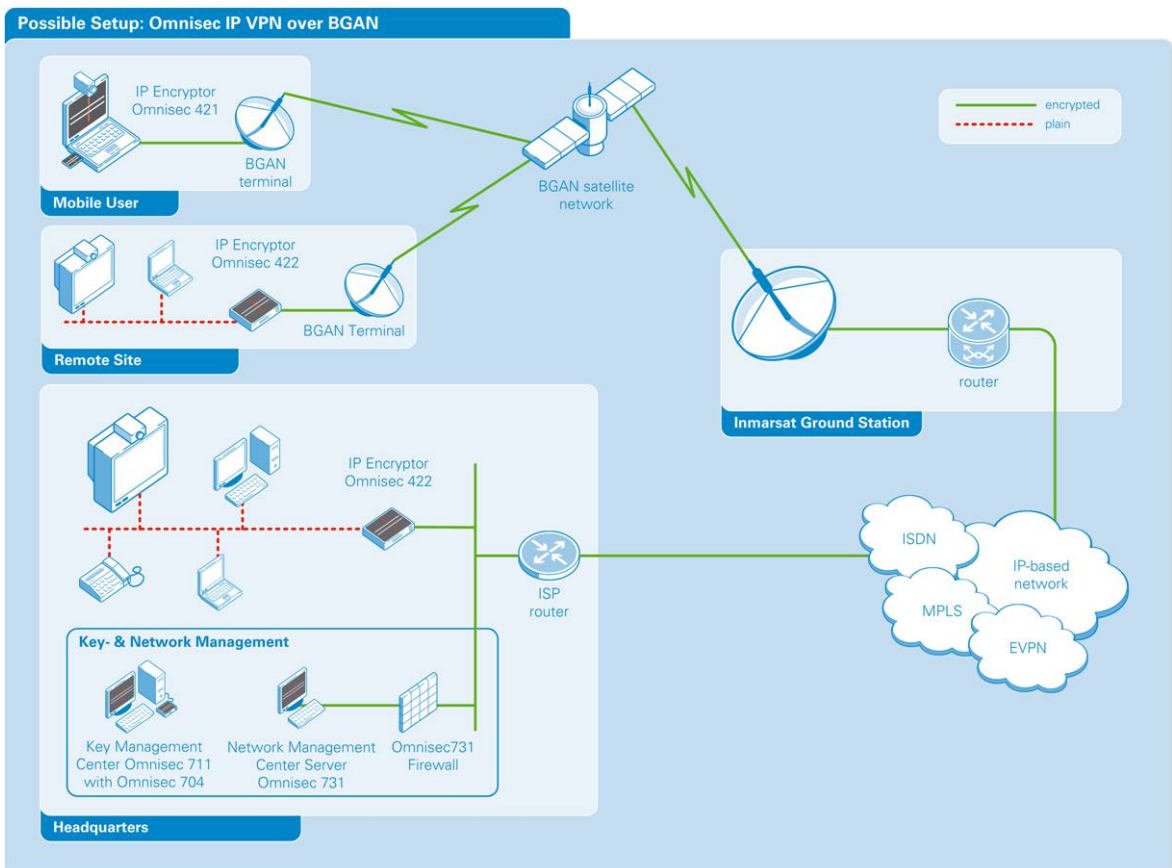 Possible Setup: Omnisec IP VPN over BGAN
IP Encryptor
Omnisec 421
BGAN
terminal
Mobile User
BGAN satellite
network
encrypted
plain
IP Encryptor
Omnisec 422
BGAN Terminal
Remote Site
router
Inmarsat Ground Station
IP Encryptor
Omnisec 422
ISP
router
ISDN
IP-based
network
MPLS
EVPN
Key- & Network Management
Key Management
Center Omnisec 711
with Omnisec 704
Network Management
Center Server
Omnisec 731
Omnisec731
Firewall
Headquarters